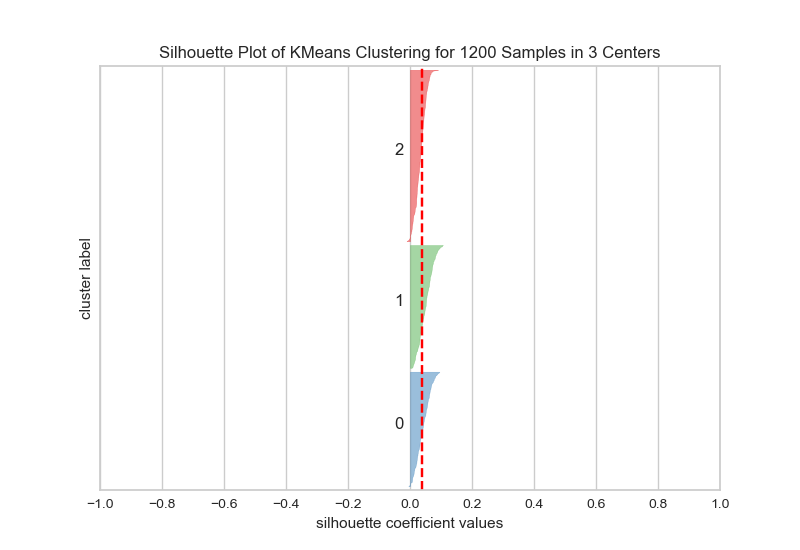 Silhouette Plot of KMeans Clustering for 1200 Samples in 3 Centers
2
1
0
cluster label
−1.0 −0.8 −0.6 −0.4 −0.2 0.0 0.2 0.4 0.6 0.8 1.0
silhouette coefficient values